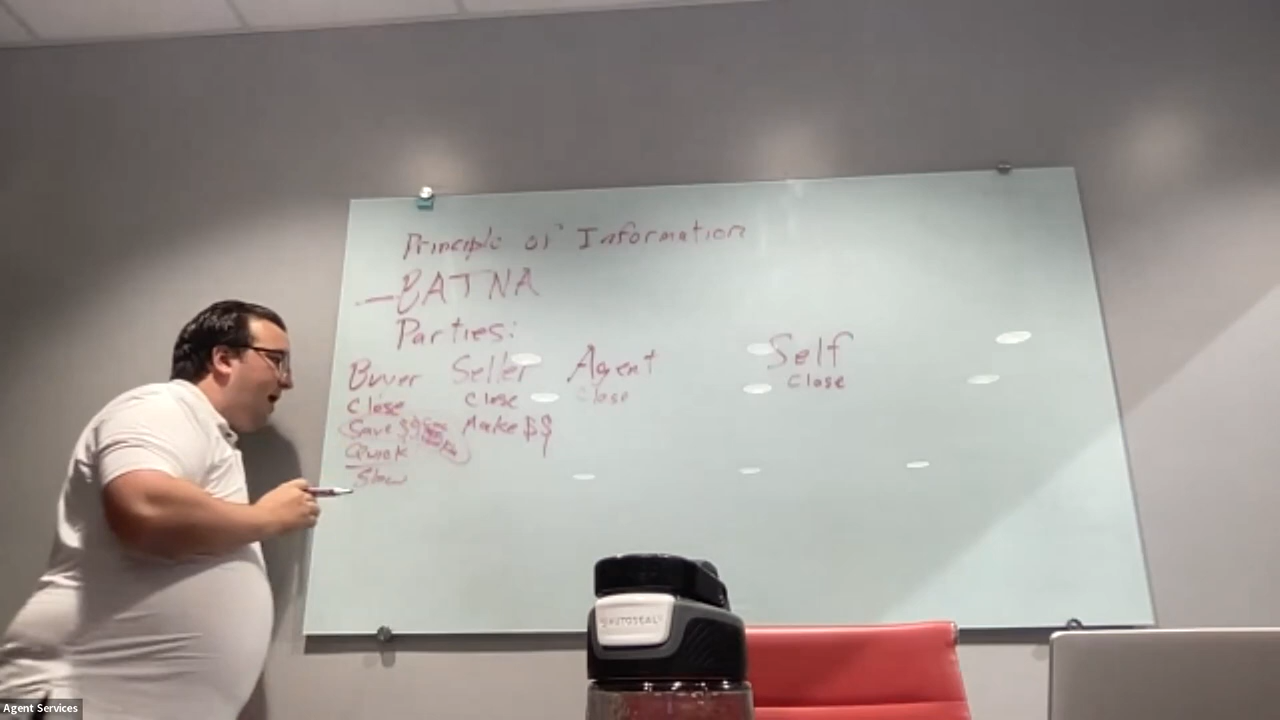 Principle of Information
—BATNA
Parties:
Buyer Seller Agent Self
Close Close Close Close
Save $$ Make $$
Quick
Slow
AUTOSEAL
Agent Services